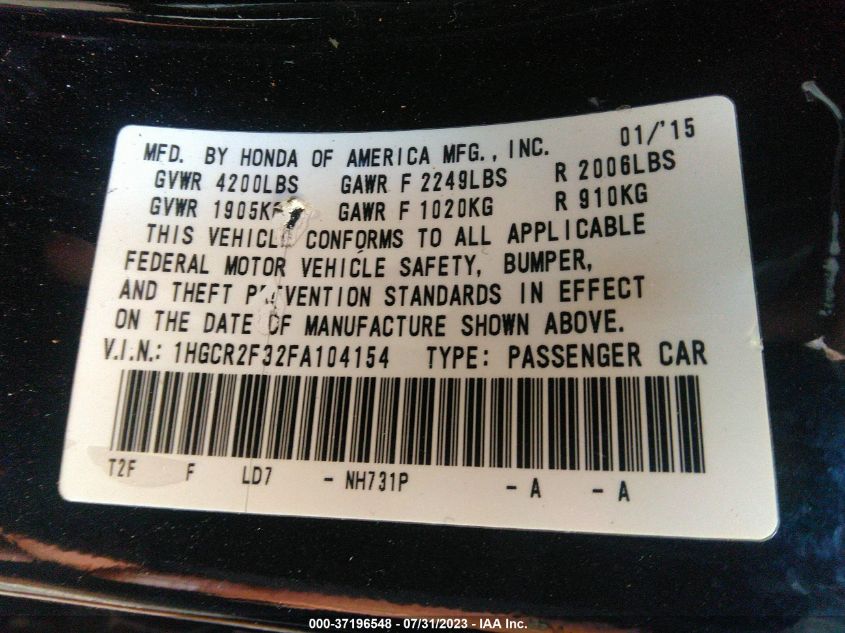 MFD. BY HONDA OF AMERICA MFG., INC. 01/'15
GVWR 4200LBS GAWR F 2249LBS R 2006LBS
GVWR 1905K GAWR F 1020KG R 910KG
THIS VEHICLE CONFORMS TO ALL APPLICABLE
FEDERAL MOTOR VEHICLE SAFETY, BUMPER,
AND THEFT P VENTION STANDARDS IN EFFECT
ON THE DATE OF MANUFACTURE SHOWN ABOVE.
V.I.N.: 1HGCR2F32FA104154 TYPE: PASSENGER CAR
T2F F LD7 - NH731P - A - A
000-37196548 - 07/31/2023 - IAA Inc.